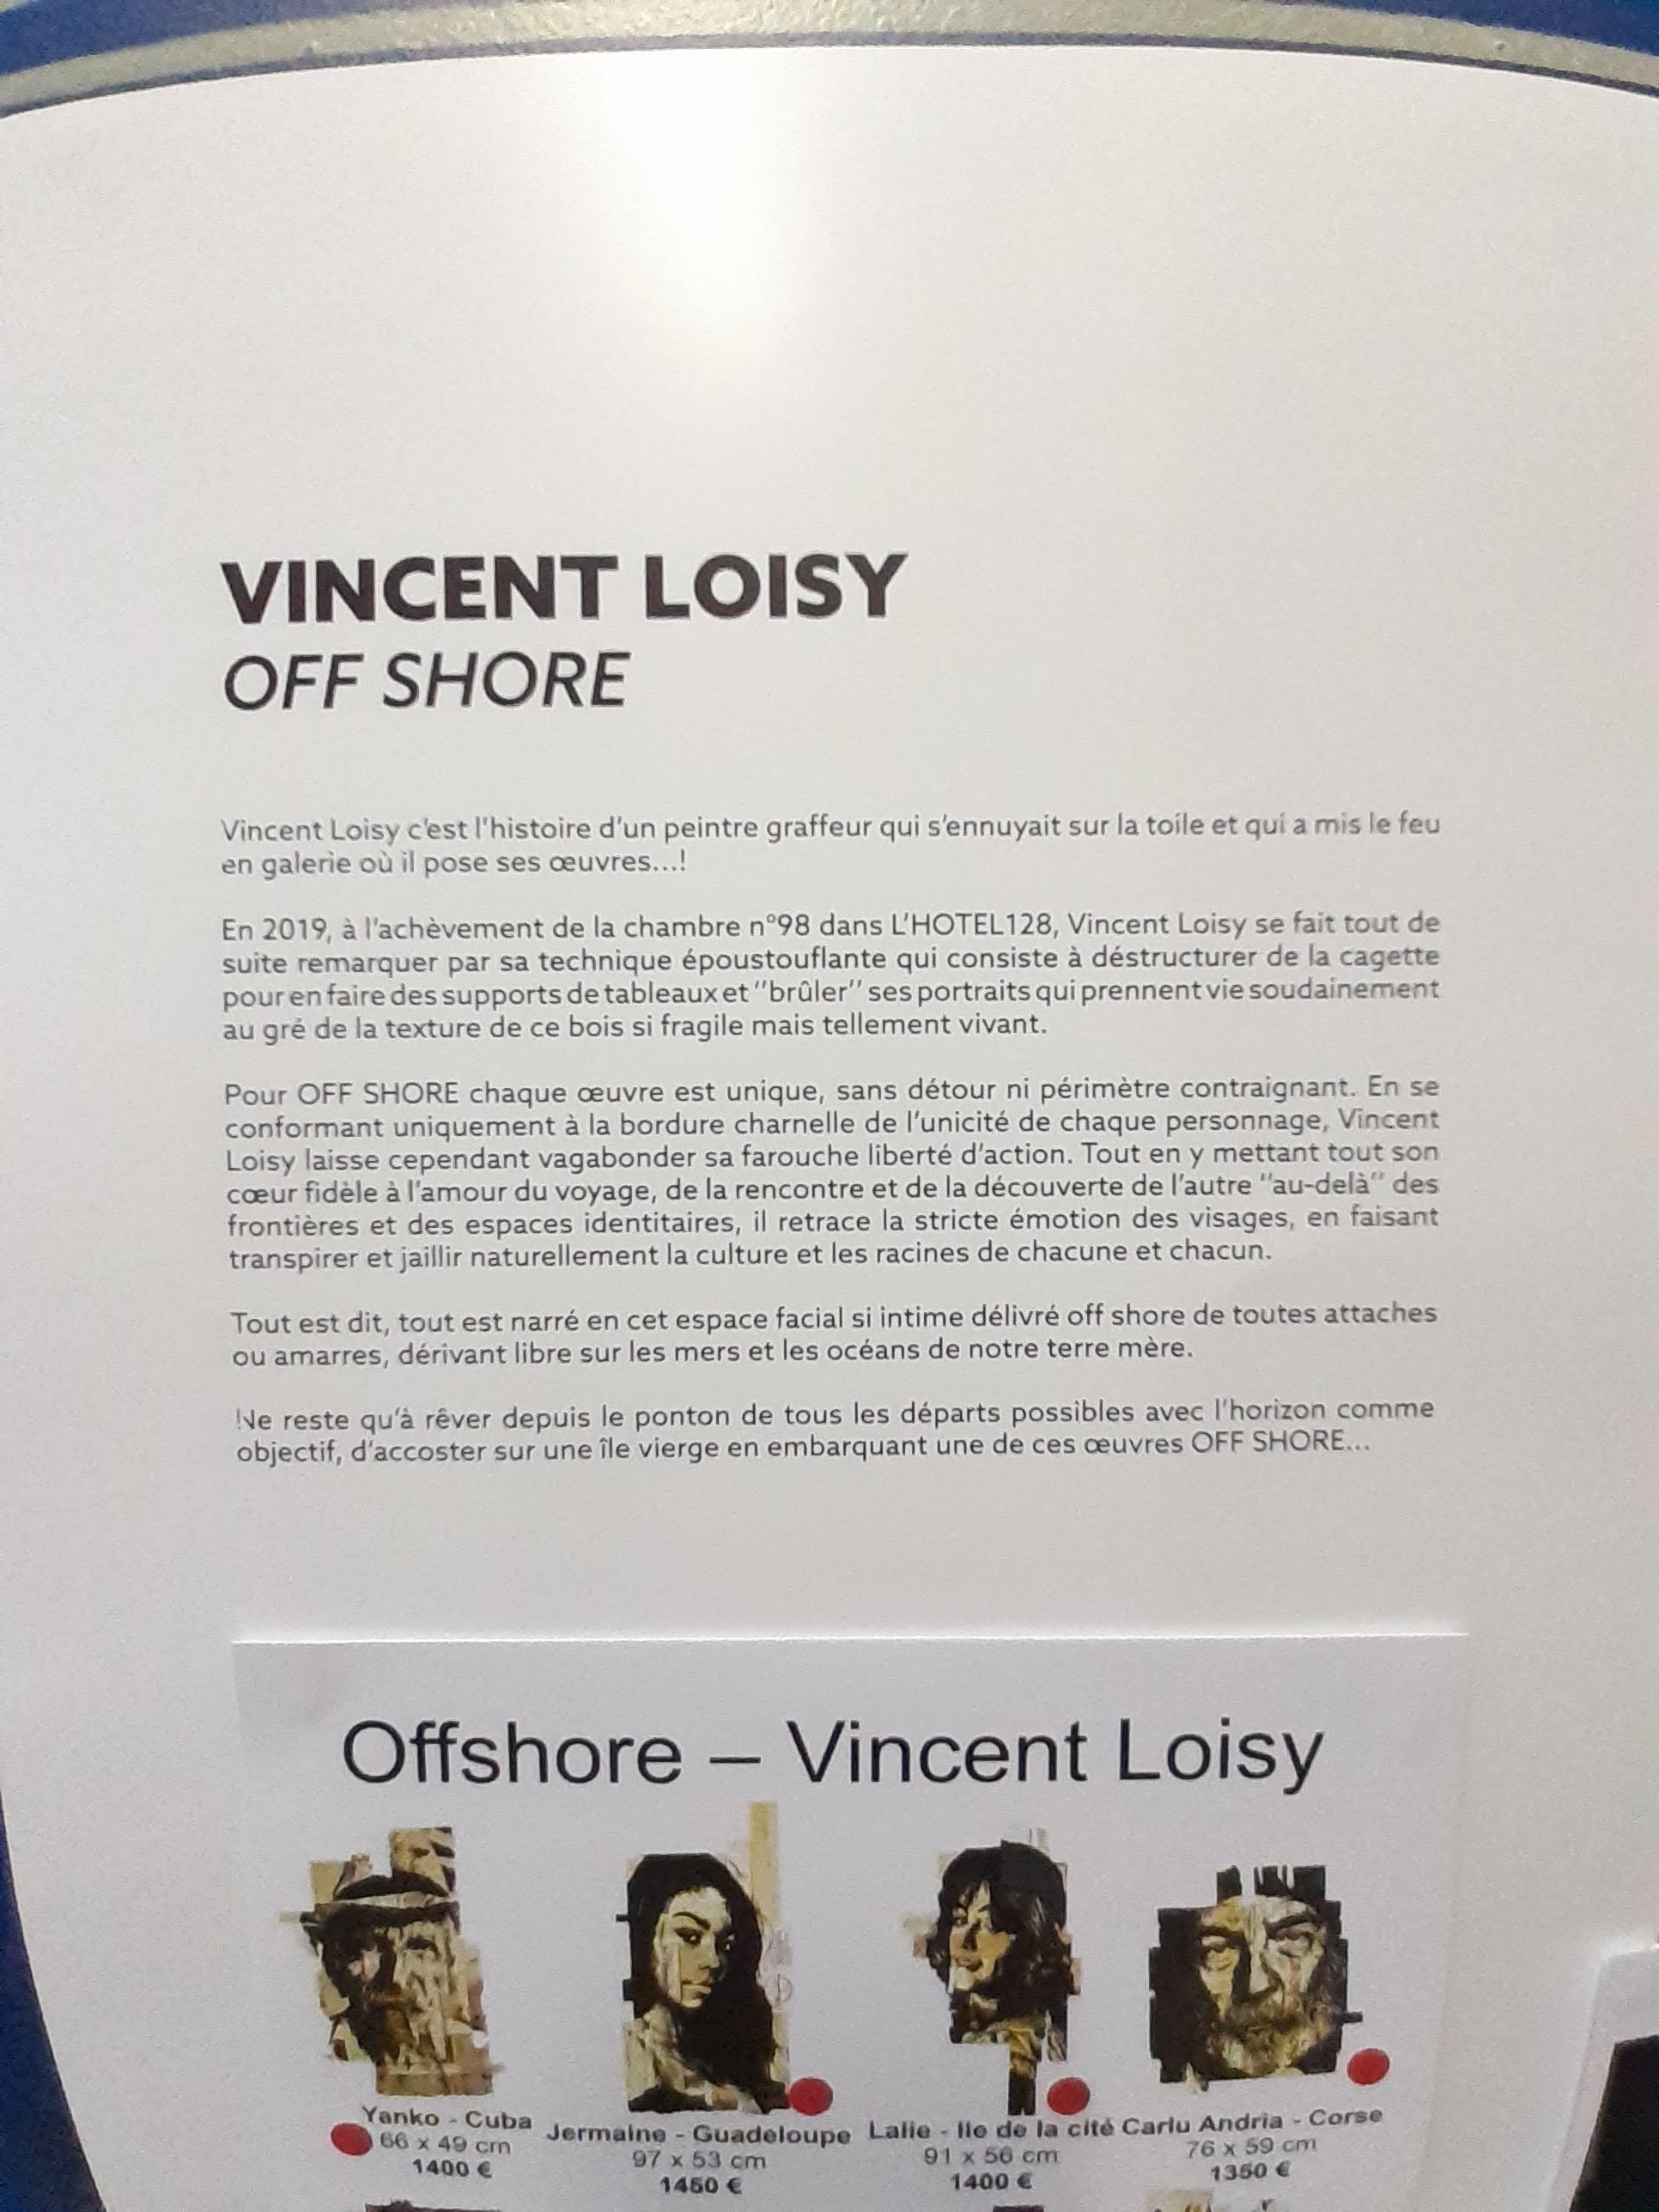 VINCENT LOISY
OFF SHORE
Vincent Loisy c'est l'histoire d'un peintre graffeur qui s'ennuyait sur la toile et qui a mis le feu
en galerie où il pose ses œuvres...!
En 2019, à l'achèvement de la chambre n°98 dans L'HOTEL128, Vincent Loisy se fait tout de
suite remarquer par sa technique époustouflante qui consiste à déstructurer de la cagette
pour en faire des supports de tableaux et "brûler" ses portraits qui prennent vie soudainement
au gré de la texture de ce bois si fragile mais tellement vivant.
Pour OFF SHORE chaque œuvre est unique, sans détour ni périmètre contraignant. En se
conformant uniquement à la bordure charnelle de l'unicité de chaque personnage, Vincent
Loisy laisse cependant vagabonder sa farouche liberté d'action. Tout en y mettant tout son
cœur fidèle à l'amour du voyage, de la rencontre et de la découverte de l'autre "au-delà" des
frontières et des espaces identitaires, il retrace la stricte émotion des visages, en faisant
transpirer et jaillir naturellement la culture et les racines de chacune et chacun.
Tout est dit, tout est narré en cet espace facial si intime délivré off shore de toutes attaches
ou amarres, dérivant libre sur les mers et les océans de notre terre mère.
Ne reste qu'à rêver depuis le ponton de tous les départs possibles avec l'horizon comme
objectif, d'accoster sur une île vierge en embarquant une de ces œuvres OFF SHORE...
Offshore – Vincent Loisy
Yanko - Cuba
66 x 49 cm
1400 €
Jermaine - Guadeloupe
97 x 53 cm
1450 €
Lalie - Ile de la cité
91 x 56 cm
1400 €
Carlu Andria - Corse
76 x 59 cm
1350 €